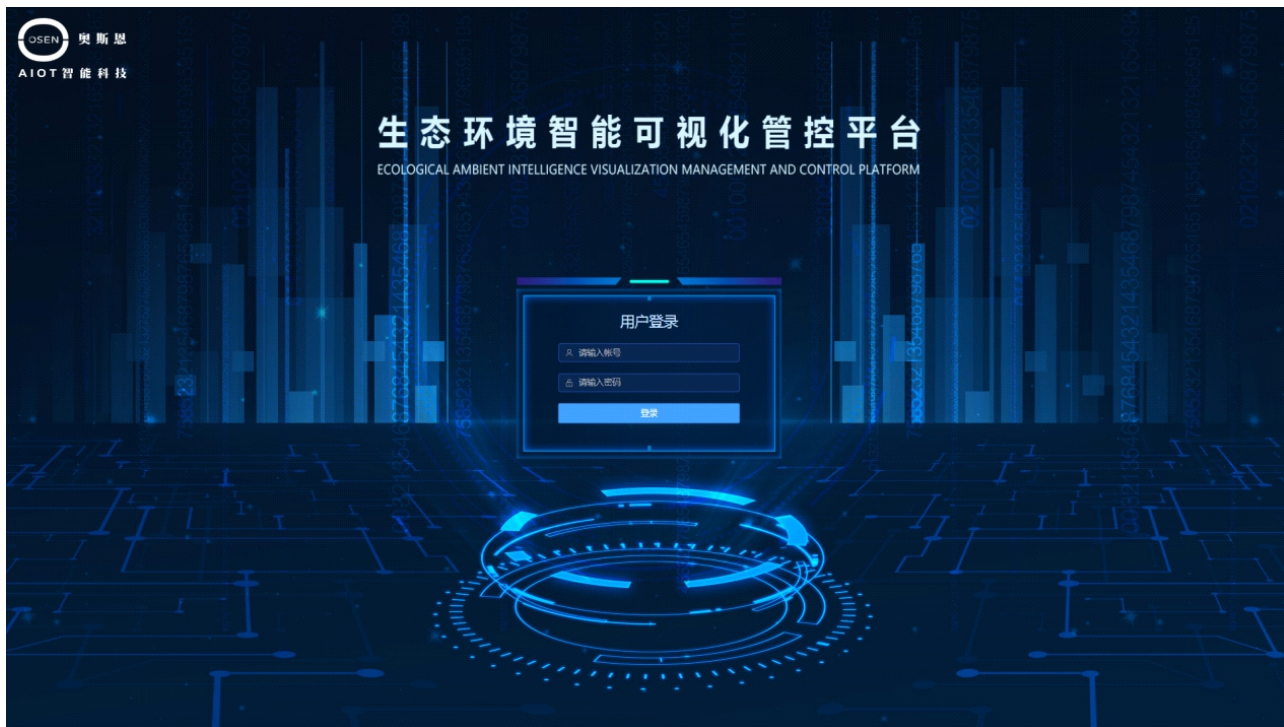 OSEN 奥斯恩
AIOT智能科技
生态环境智能可视化管控平台
ECOLOGICAL AMBIENT INTELLIGENCE VISUALIZATION MANAGEMENT AND CONTROL PLATFORM
用户登录
请输入帐号
请输入密码
登录